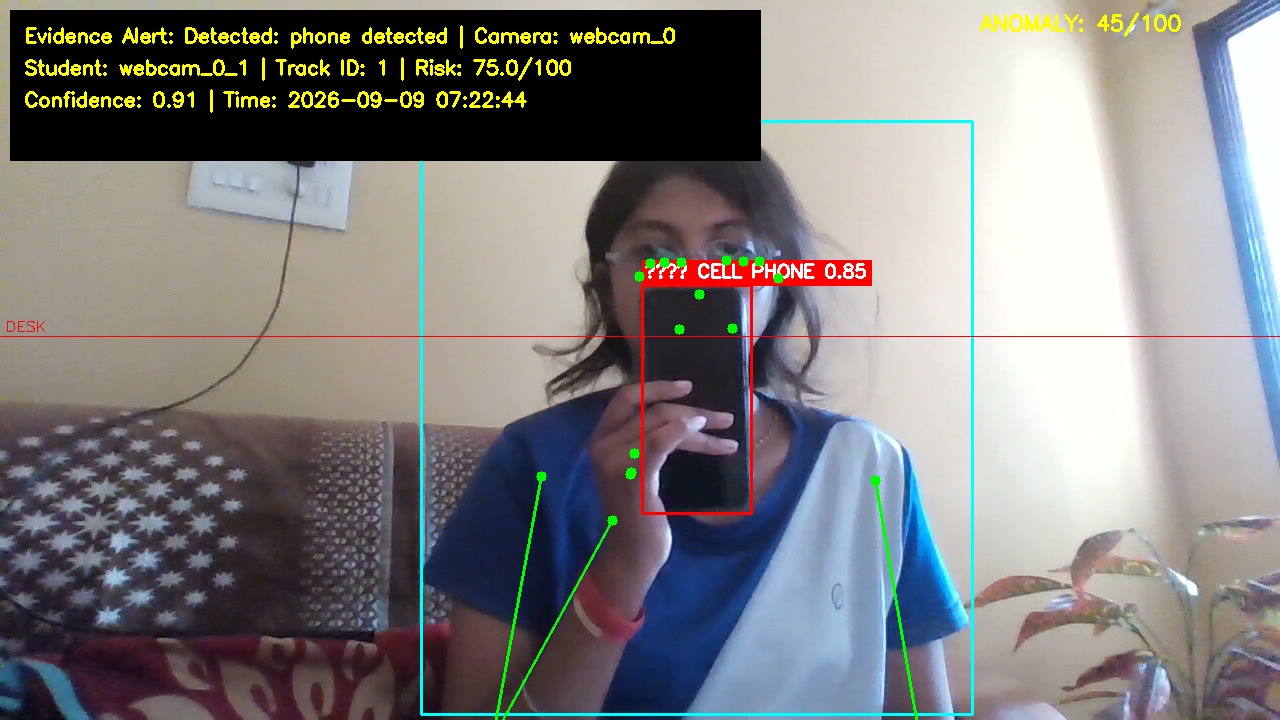 Evidence Alert: Detected: phone detected | Camera: webcam_0
Student: webcam_0_1 | Track ID: 1 | Risk: 75.0/100
Confidence: 0.91 | Time: 2026-09-09 07:22:44
ANOMALY: 45/100
???? CELL PHONE 0.85
DESK